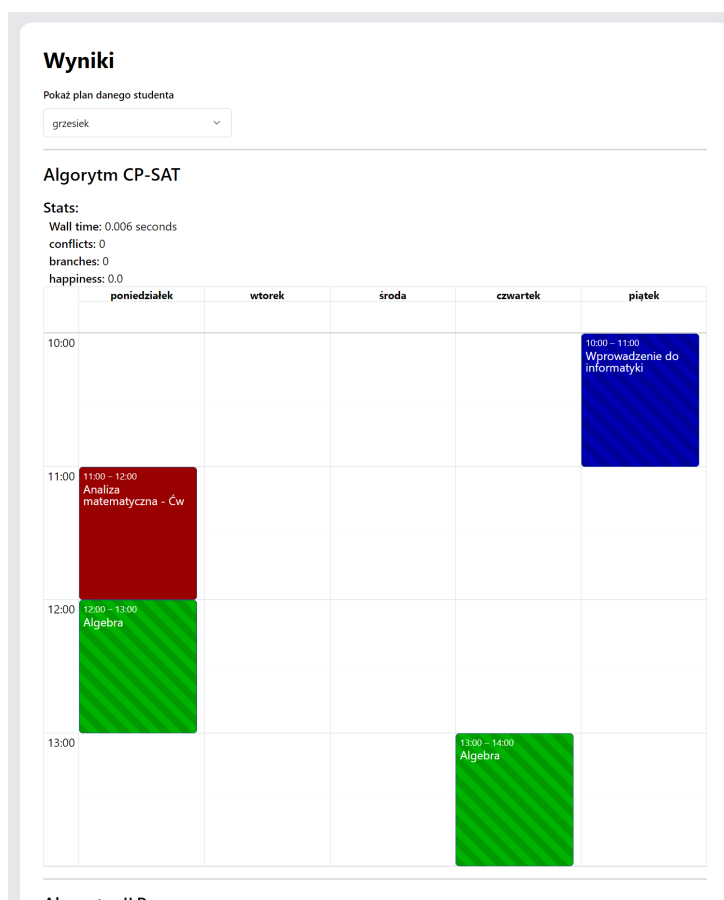 Wyniki
Pokaż plan danego studenta
grzesiek
Algorytm CP-SAT
Stats:
Wall time: 0.006 seconds
conflicts: 0
branches: 0
happiness: 0.0
poniedziałek wtorek środa czwartek piątek
10:00
10:00 – 11:00
Wprowadzenie do
informatyki
11:00
11:00 – 12:00
Analiza
matematyczna - Ćw
12:00
12:00 – 13:00
Algebra
13:00
13:00 – 14:00
Algebra